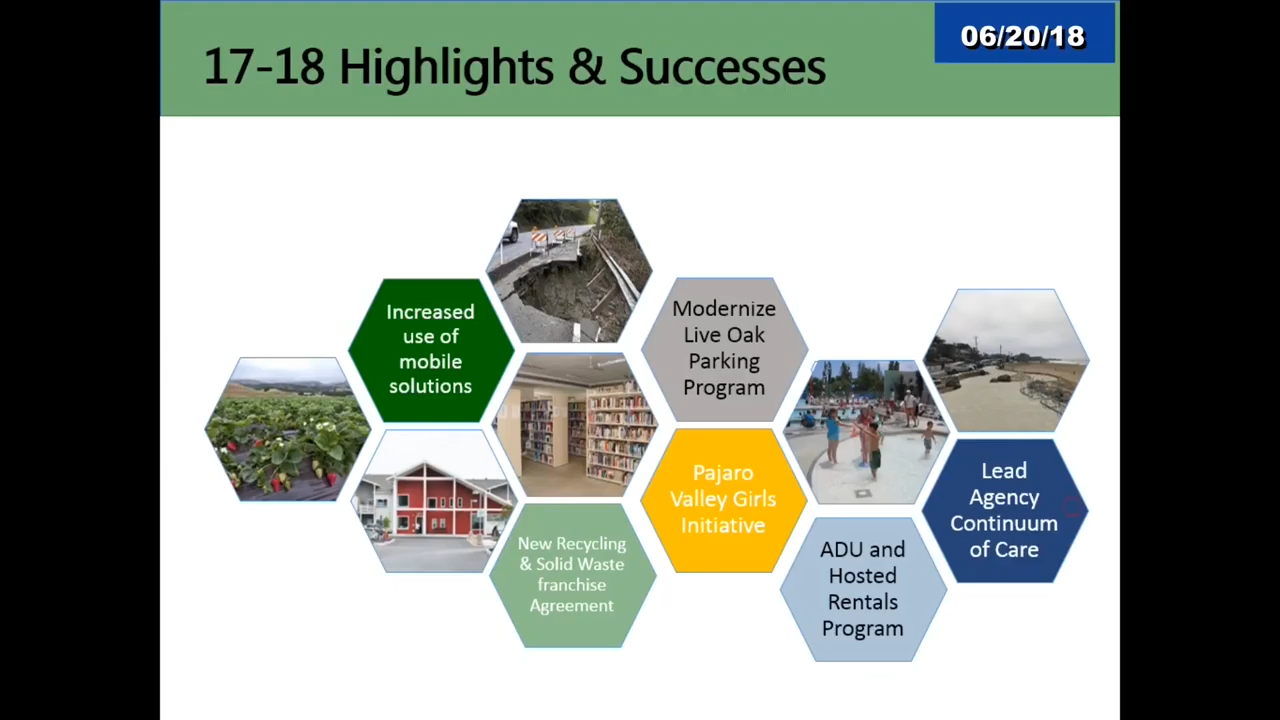 17-18 Highlights & Successes
06/20/18
Increased
use of
mobile
solutions
Modernize
Live Oak
Parking
Program
Pajaro
Valley Girls
Initiative
New Recycling
& Solid Waste
franchise
Agreement
ADU and
Hosted
Rentals
Program
Lead
Agency
Continuum
of Care